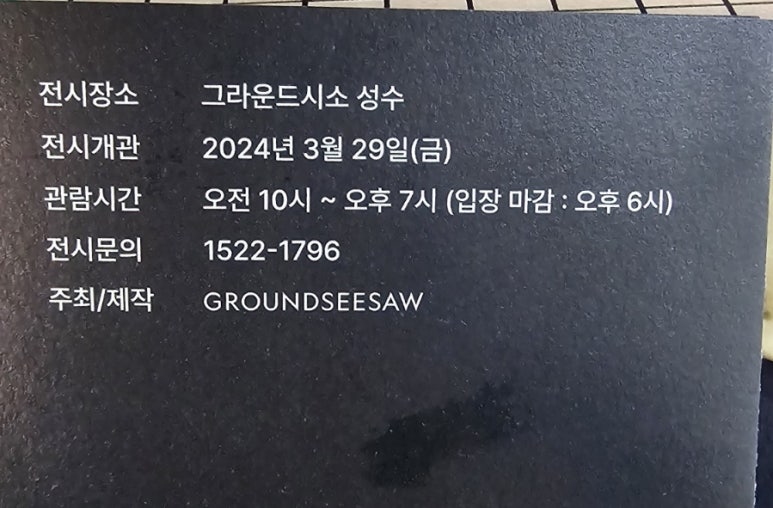 전시장소 그라운드시소 성수
전시개관 2024년 3월 29일(금)
관람시간 오전 10시 ~ 오후 7시 (입장 마감 : 오후 6시)
전시문의 1522-1796
주최/제작 GROUNDSEESAW